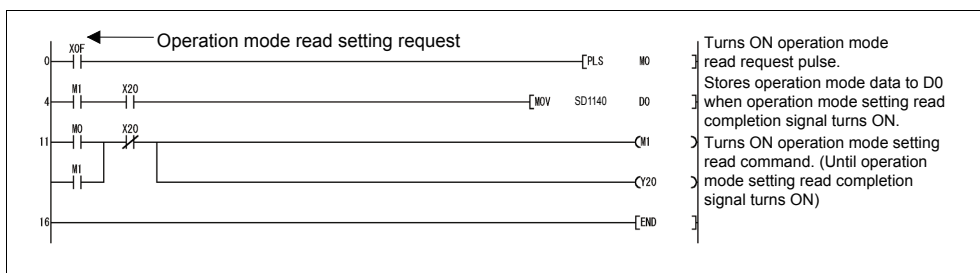 X0F Operation mode read setting request
0 PLS M0 Turns ON operation mode
read request pulse.
M1 X20 Stores operation mode data to D0
4 MOV SD1140 D0 when operation mode setting read
completion signal turns ON.
M0 X20
11 M1 Turns ON operation mode setting
read command. (Until operation
M1
Y20 mode setting read completion
signal turns ON)
16 END